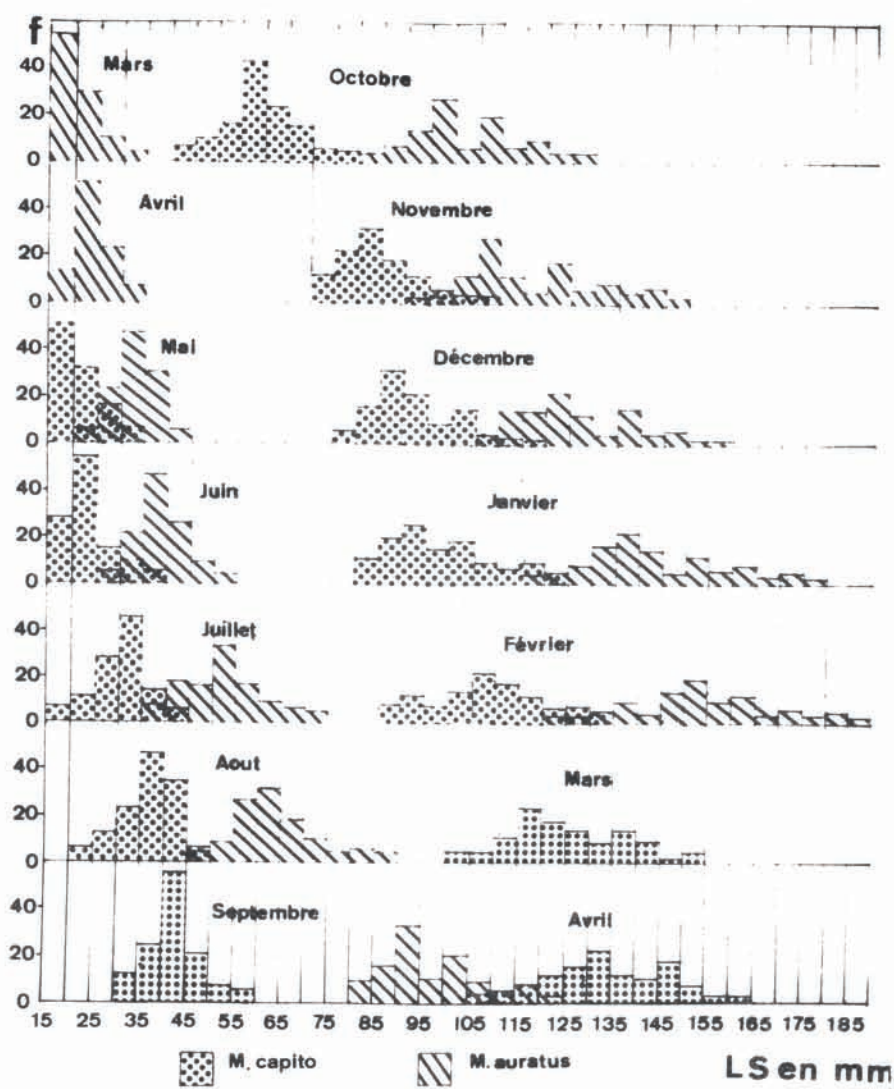 f
Mars Octobre
40
20
0
Avril Novembre
40
20
0
Mai Décembre
40
20
0
Juin Janvier
40
20
0
Juillet Février
40
20
0
Aout Mars
40
20
0
Septembre Avril
40
20
0
15 25 35 45 55 65 75 85 95 105 115 125 135 145 155 175 185
M. capito M. auratus LS en mm